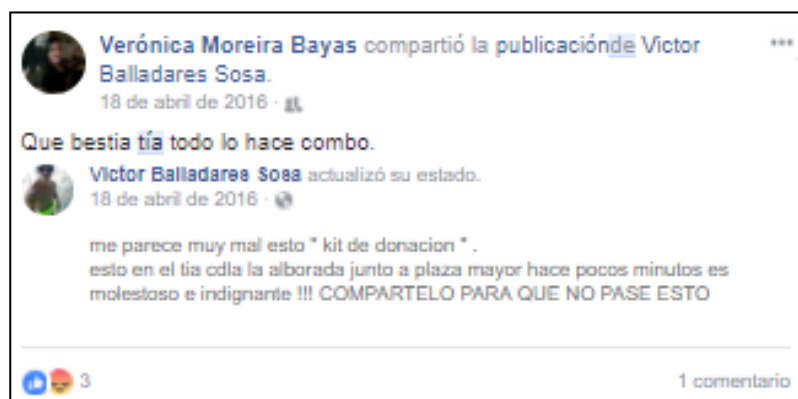 Verónica Moreira Bayas compartió la publicaciónde Victor
Balladares Sosa.
18 de abril de 2016 ·
Que bestia tía todo lo hace combo.
Victor Balladares Sosa actualizó su estado.
18 de abril de 2016 ·
me parece muy mal esto " kit de donacion " .
esto en el tia cdla la alborada junto a plaza mayor hace pocos minutos es
molestoso e indignante !!! COMPARTELO PARA QUE NO PASE ESTO
3
1 comentario